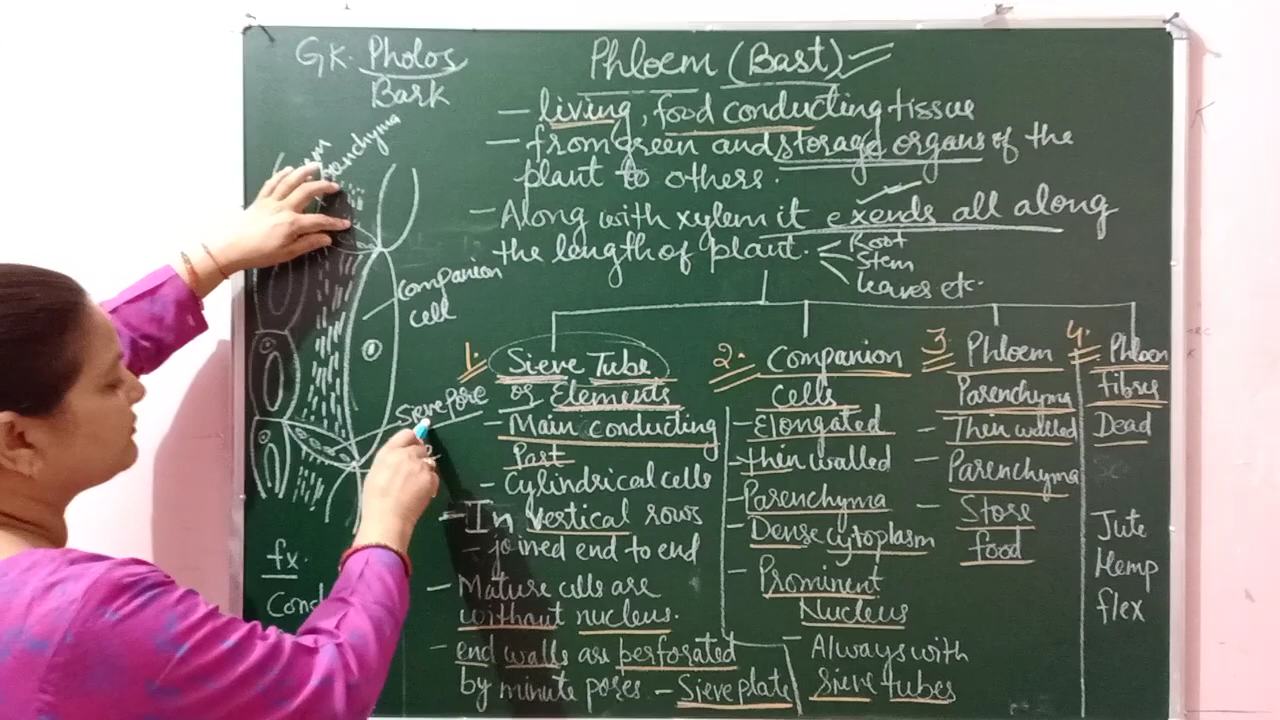 GK. Pholos
Bark
Phloem (Bast)
– living, food conducting tissue
– from green and storage organs of the
plant to others.
– Along with xylem it exends all along
the length of plant.
Root
Stem
Leaves etc.
companion
cell
Sieve pore
fx.
1. Sieve Tube
or Elements
– Main conducting
Part
– Cylindrical cells
– In vertical rows
– joined end to end
– Mature cells are
without nucleus.
– end walls are perforated
by minute pores – Sieve plate
2. Companion
Cells
– Elongated
– then walled
– Parenchyma
– Dense cytoplasm
– Prominent
Nucleus
– Always with
Sieve tubes
3. Phloem
Parenchyma
– Then walled
– Parenchyma
– Store
food
4. Phloem
fibres
Dead
Jute
Hemp
flex